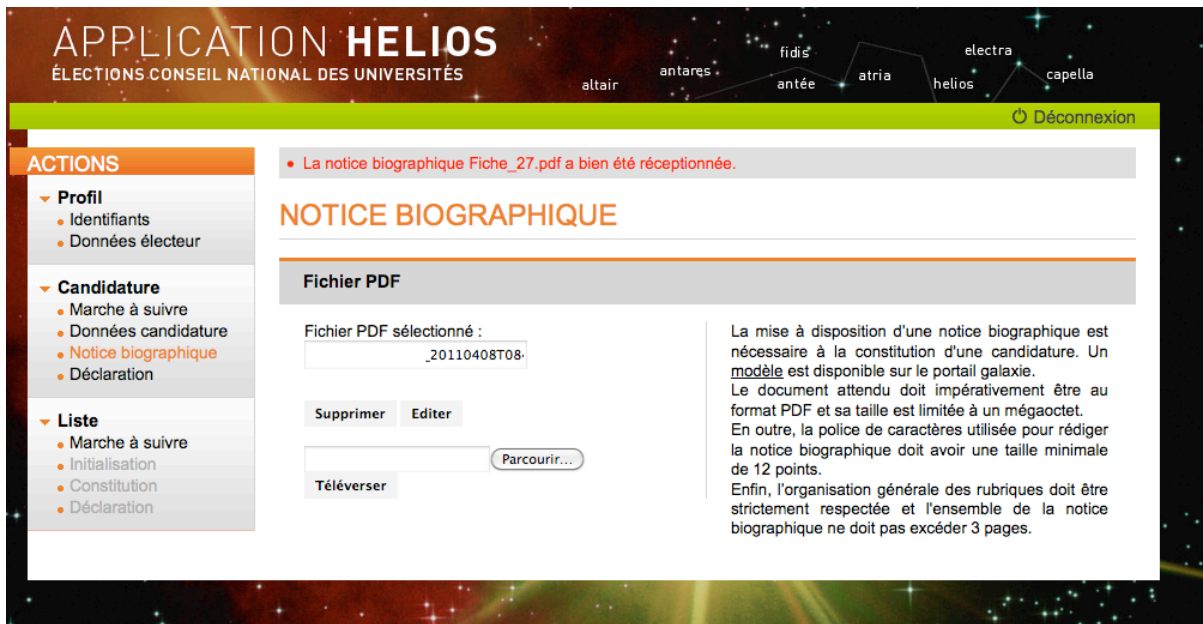 APPLICATION HELIOS
ÉLECTIONS CONSEIL NATIONAL DES UNIVERSITÉS
altair
antares
fidis
antée
atria
electra
helios
capella
Déconnexion
ACTIONS
Profil
Identifiants
Données électeur
Candidature
Marche à suivre
Données candidature
Notice biographique
Déclaration
Liste
Marche à suivre
Initialisation
Constitution
Déclaration
La notice biographique Fiche_27.pdf a bien été réceptionnée.
NOTICE BIOGRAPHIQUE
Fichier PDF
Fichier PDF sélectionné :
_20110408T08
Supprimer Editer
Parcourir...
Téléverser
La mise à disposition d'une notice biographique est
nécessaire à la constitution d'une candidature. Un
modèle est disponible sur le portail galaxie.
Le document attendu doit impérativement être au
format PDF et sa taille est limitée à un mégaoctet.
En outre, la police de caractères utilisée pour rédiger
la notice biographique doit avoir une taille minimale
de 12 points.
Enfin, l'organisation générale des rubriques doit être
strictement respectée et l'ensemble de la notice
biographique ne doit pas excéder 3 pages.